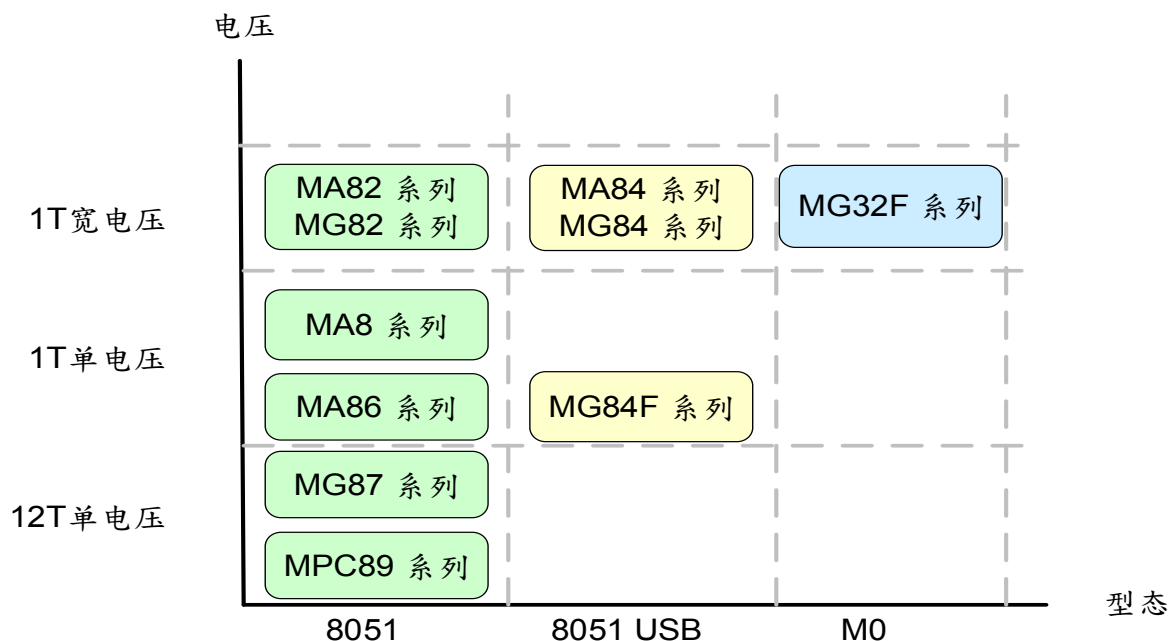 电压
1T宽电压
MA82 系列
MG82 系列
MA84 系列
MG84 系列
MG32F 系列
1T单电压
MA8 系列
MA86 系列
MG84F 系列
12T单电压
MG87 系列
MPC89 系列
型态
8051
8051 USB
M0